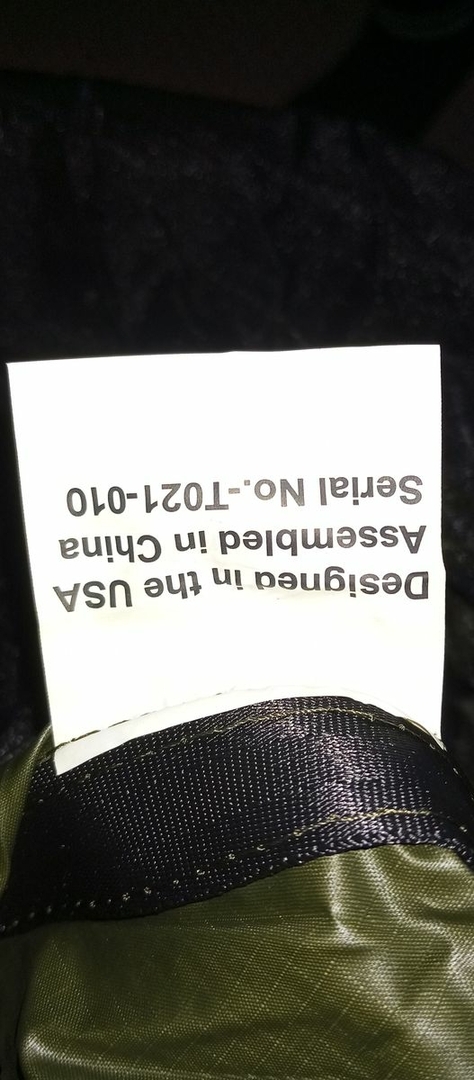 Designed in the USA
Assembled in China
Serial No.-T021-010